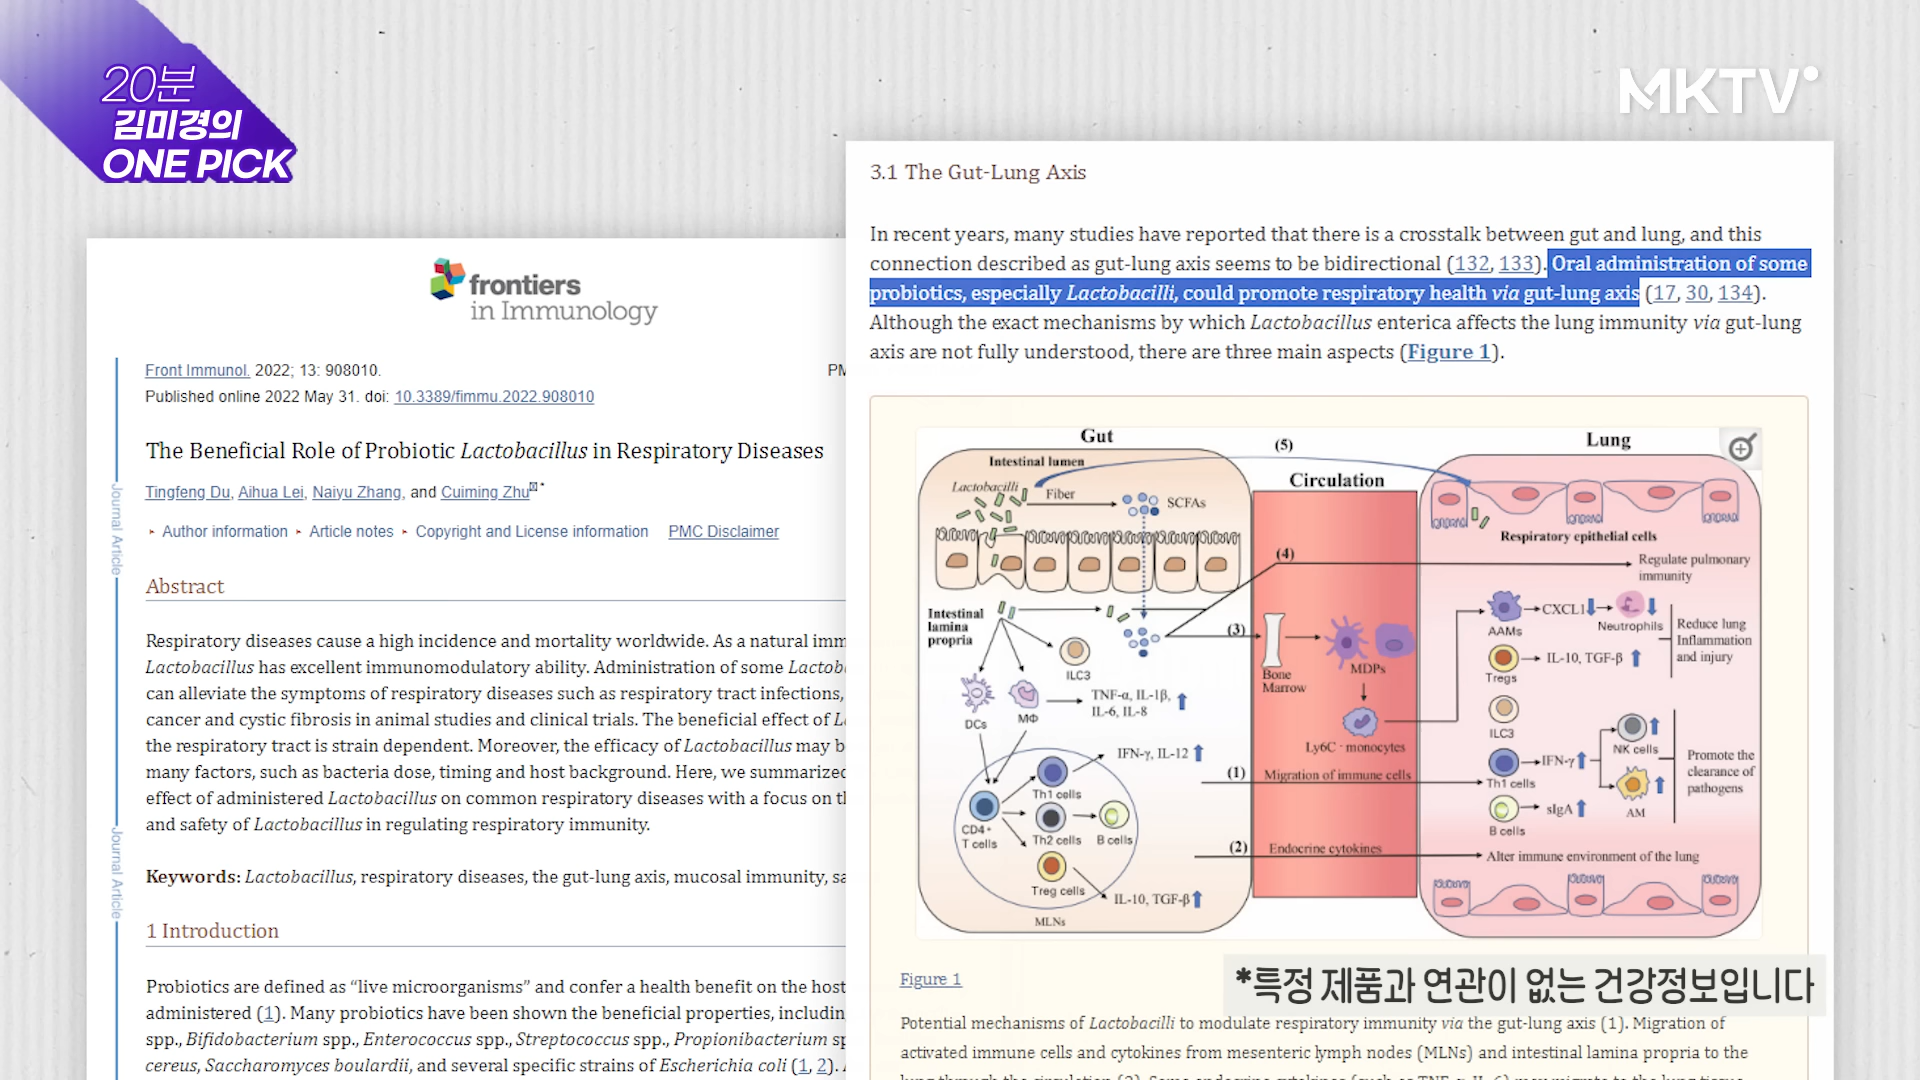 20분
김미경의
ONE PICK
MKTV
frontiers
in Immunology
Front Immunol. 2022; 13: 908010.
Published online 2022 May 31. doi: 10.3389/fimmu.2022.908010
The Beneficial Role of Probiotic Lactobacillus in Respiratory Diseases
Tingfeng Du, Aihua Lei, Naiyu Zhang, and Cuiming Zhu
Author information Article notes Copyright and License information PMC Disclaimer
Journal Article
Journal Article
Abstract
Respiratory diseases cause a high incidence and mortality worldwide. As a natural imm
Lactobacillus has excellent immunomodulatory ability. Administration of some Lactob
can alleviate the symptoms of respiratory diseases such as respiratory tract infections,
cancer and cystic fibrosis in animal studies and clinical trials. The beneficial effect of L
the respiratory tract is strain dependent. Moreover, the efficacy of Lactobacillus may b
many factors, such as bacteria dose, timing and host background. Here, we summarized
effect of administered Lactobacillus on common respiratory diseases with a focus on th
and safety of Lactobacillus in regulating respiratory immunity.
Keywords: Lactobacillus, respiratory diseases, the gut-lung axis, mucosal immunity, sa
1 Introduction
Probiotics are defined as “live microorganisms” and confer a health benefit on the host
administered (1). Many probiotics have been shown the beneficial properties, includin
spp., Bifidobacterium spp., Enterococcus spp., Streptococcus spp., Propionibacterium sp
cereus, Saccharomyces boulardii, and several specific strains of Escherichia coli (1, 2).
3.1 The Gut-Lung Axis
In recent years, many studies have reported that there is a crosstalk between gut and lung, and this
connection described as gut-lung axis seems to be bidirectional (132, 133). Oral administration of some
probiotics, especially Lactobacilli, could promote respiratory health via gut-lung axis (17, 30, 134).
Although the exact mechanisms by which Lactobacillus enterica affects the lung immunity via gut-lung
axis are not fully understood, there are three main aspects (Figure 1).
Gut
(5)
Lung
Intestinal lumen
Circulation
Lactobacilli
Fiber
SCFAs
Respiratory epithelial cells
(4)
Regulate pulmonary
immunity
Intestinal
lamina
propria
(3)
ILC3
Bone
Marrow
MDPs
AAMs
CXCL1
Neutrophils
Reduce lung
Inflammation
and injury
IL-10, TGF-β
Tregs
DCs
MΦ
TNF-α, IL-1β,
IL-6, IL-8
Ly6C - monocytes
ILC3
NK cells
IFN-γ, IL-12
IFN-γ
Promote the
clearance of
pathogens
(1)
Migration of immune cells
Th1 cells
Th1 cells
sIgA
AM
CD4+
T cells
Th2 cells
B cells
B cells
(2)
Endocrine cytokines
Alter immune environment of the lung
Treg cells
IL-10, TGF-β
MLNs
Figure 1
*특정 제품과 연관이 없는 건강정보입니다
Potential mechanisms of Lactobacilli to modulate respiratory immunity via the gut-lung axis (1). Migration of
activated immune cells and cytokines from mesenteric lymph nodes (MLNs) and intestinal lamina propria to the